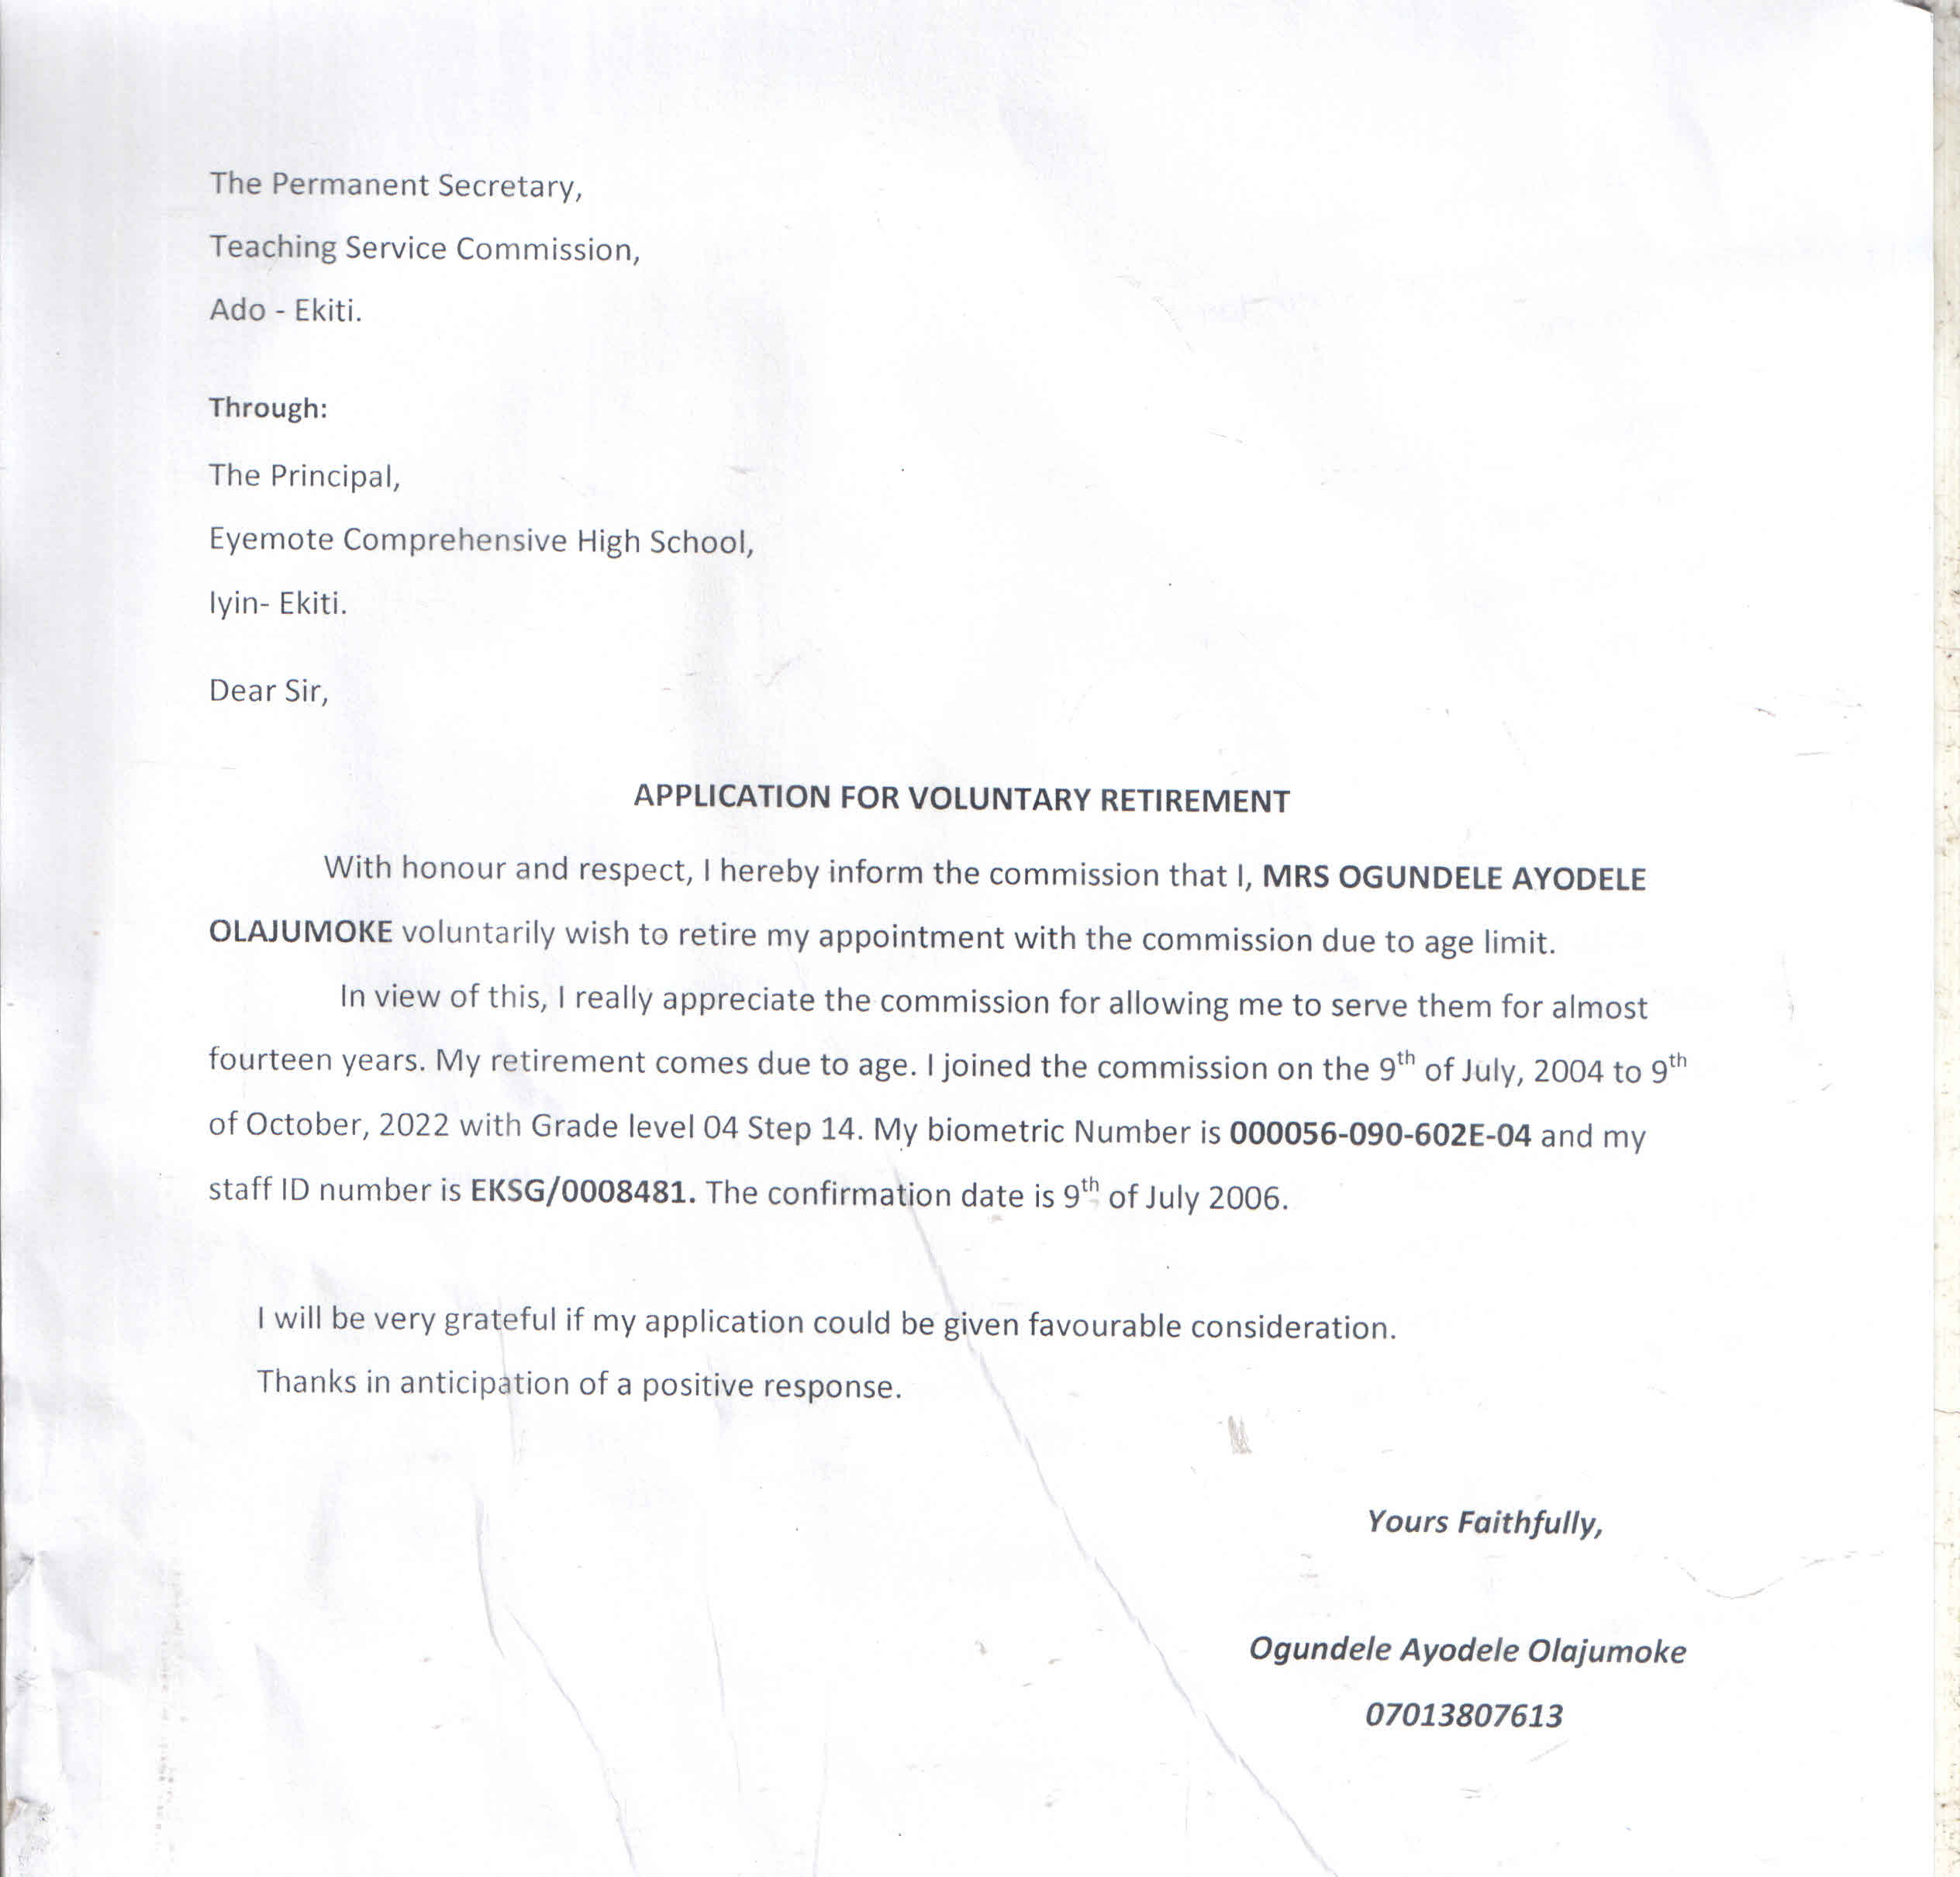 The Permanent Secretary,
Teaching Service Commission,
Ado - Ekiti.
Through:
The Principal,
Eyemote Comprehensive High School,
Iyin- Ekiti.
Dear Sir,
APPLICATION FOR VOLUNTARY RETIREMENT
With honour and respect, I hereby inform the commission that I, MRS OGUNDELE AYODELE
OLAJUMOKE voluntarily wish to retire my appointment with the commission due to age limit.
In view of this, I really appreciate the commission for allowing me to serve them for almost
fourteen years. My retirement comes due to age. I joined the commission on the 9th of July, 2004 to 9th
of October, 2022 with Grade level 04 Step 14. My biometric Number is 000056-090-602E-04 and my
staff ID number is EKSG/0008481. The confirmation date is 9th of July 2006.
I will be very grateful if my application could be given favourable consideration.
Thanks in anticipation of a positive response.
Yours Faithfully,
Ogundele Ayodele Olajumoke
07013807613